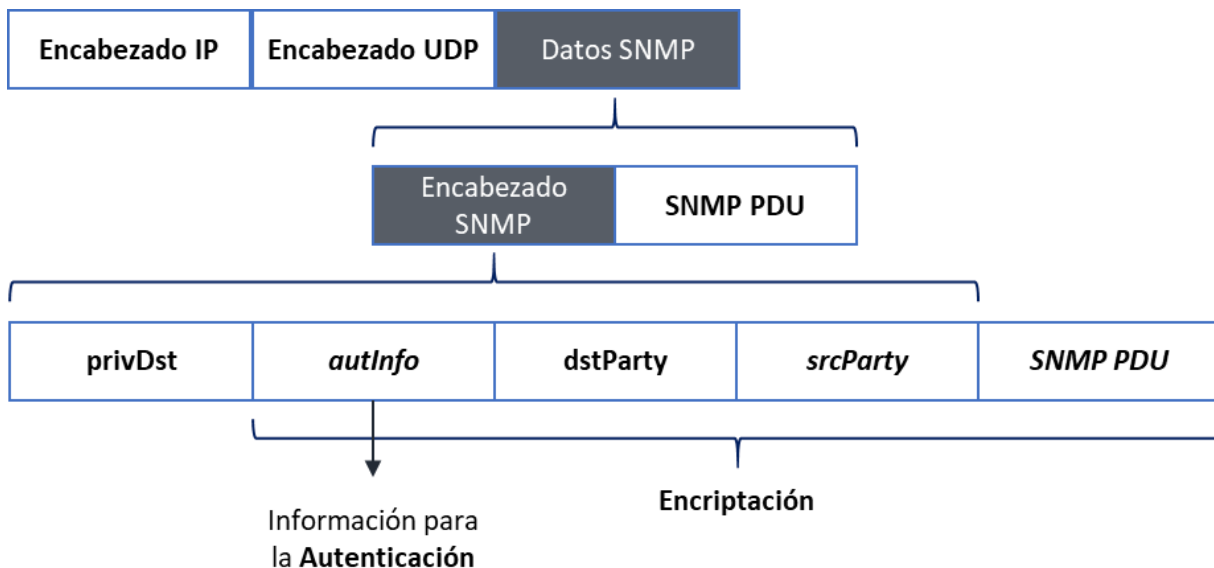 Encabezado IP
Encabezado UDP
Datos SNMP
Encabezado
SNMP
SNMP PDU
privDst
autInfo
dstParty
srcParty
SNMP PDU
Encriptación
Información para
la Autenticación